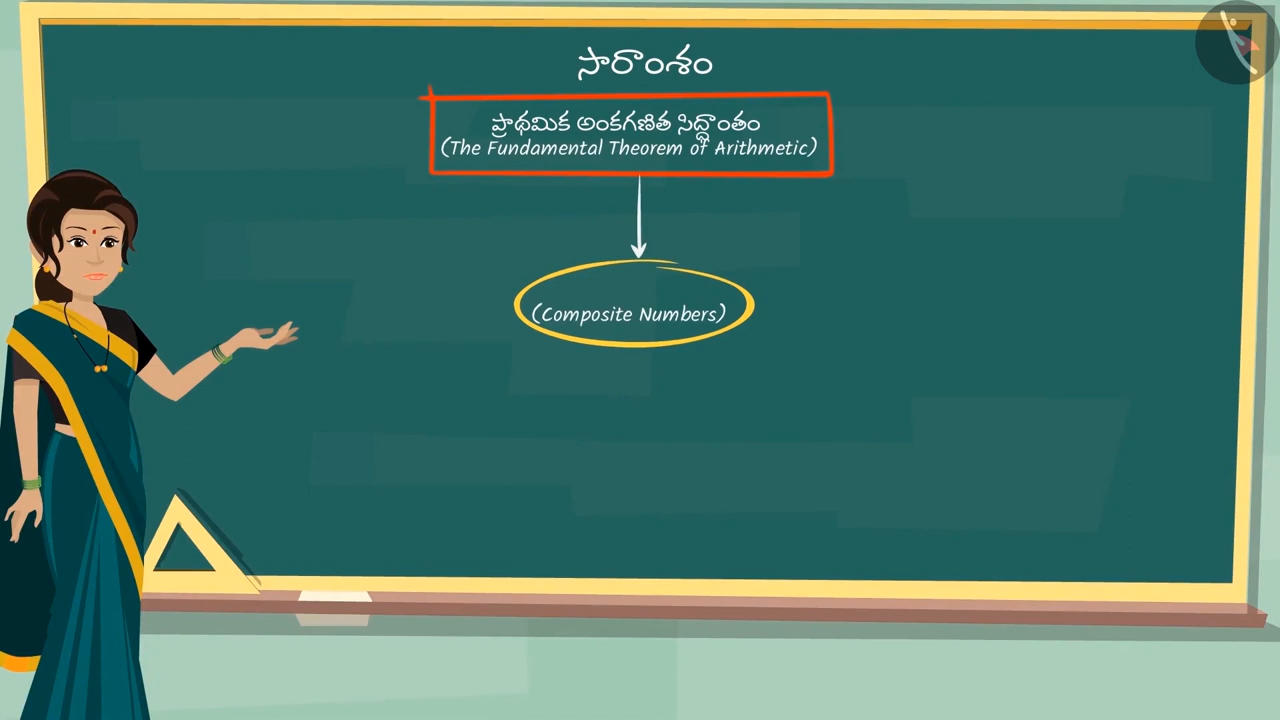 సారాంశం
ప్రాథమిక అంకగణిత సిద్ధాంతం
(The Fundamental Theorem of Arithmetic)
(Composite Numbers)